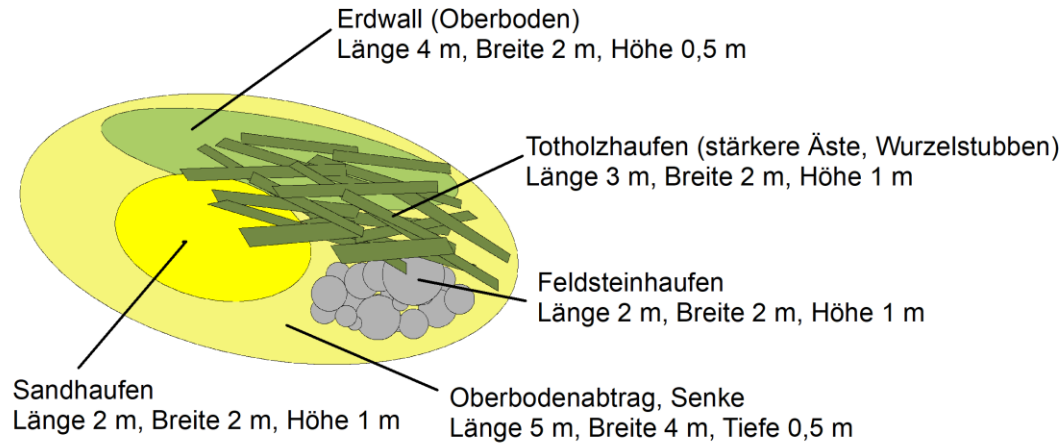 Erdwall (Oberboden)
Länge 4 m, Breite 2 m, Höhe 0,5 m
Totholzhaufen (stärkere Äste, Wurzelstubben)
Länge 3 m, Breite 2 m, Höhe 1 m
Feldsteinhaufen
Länge 2 m, Breite 2 m, Höhe 1 m
Sandhaufen
Länge 2 m, Breite 2 m, Höhe 1 m
Oberbodenabtrag, Senke
Länge 5 m, Breite 4 m, Tiefe 0,5 m